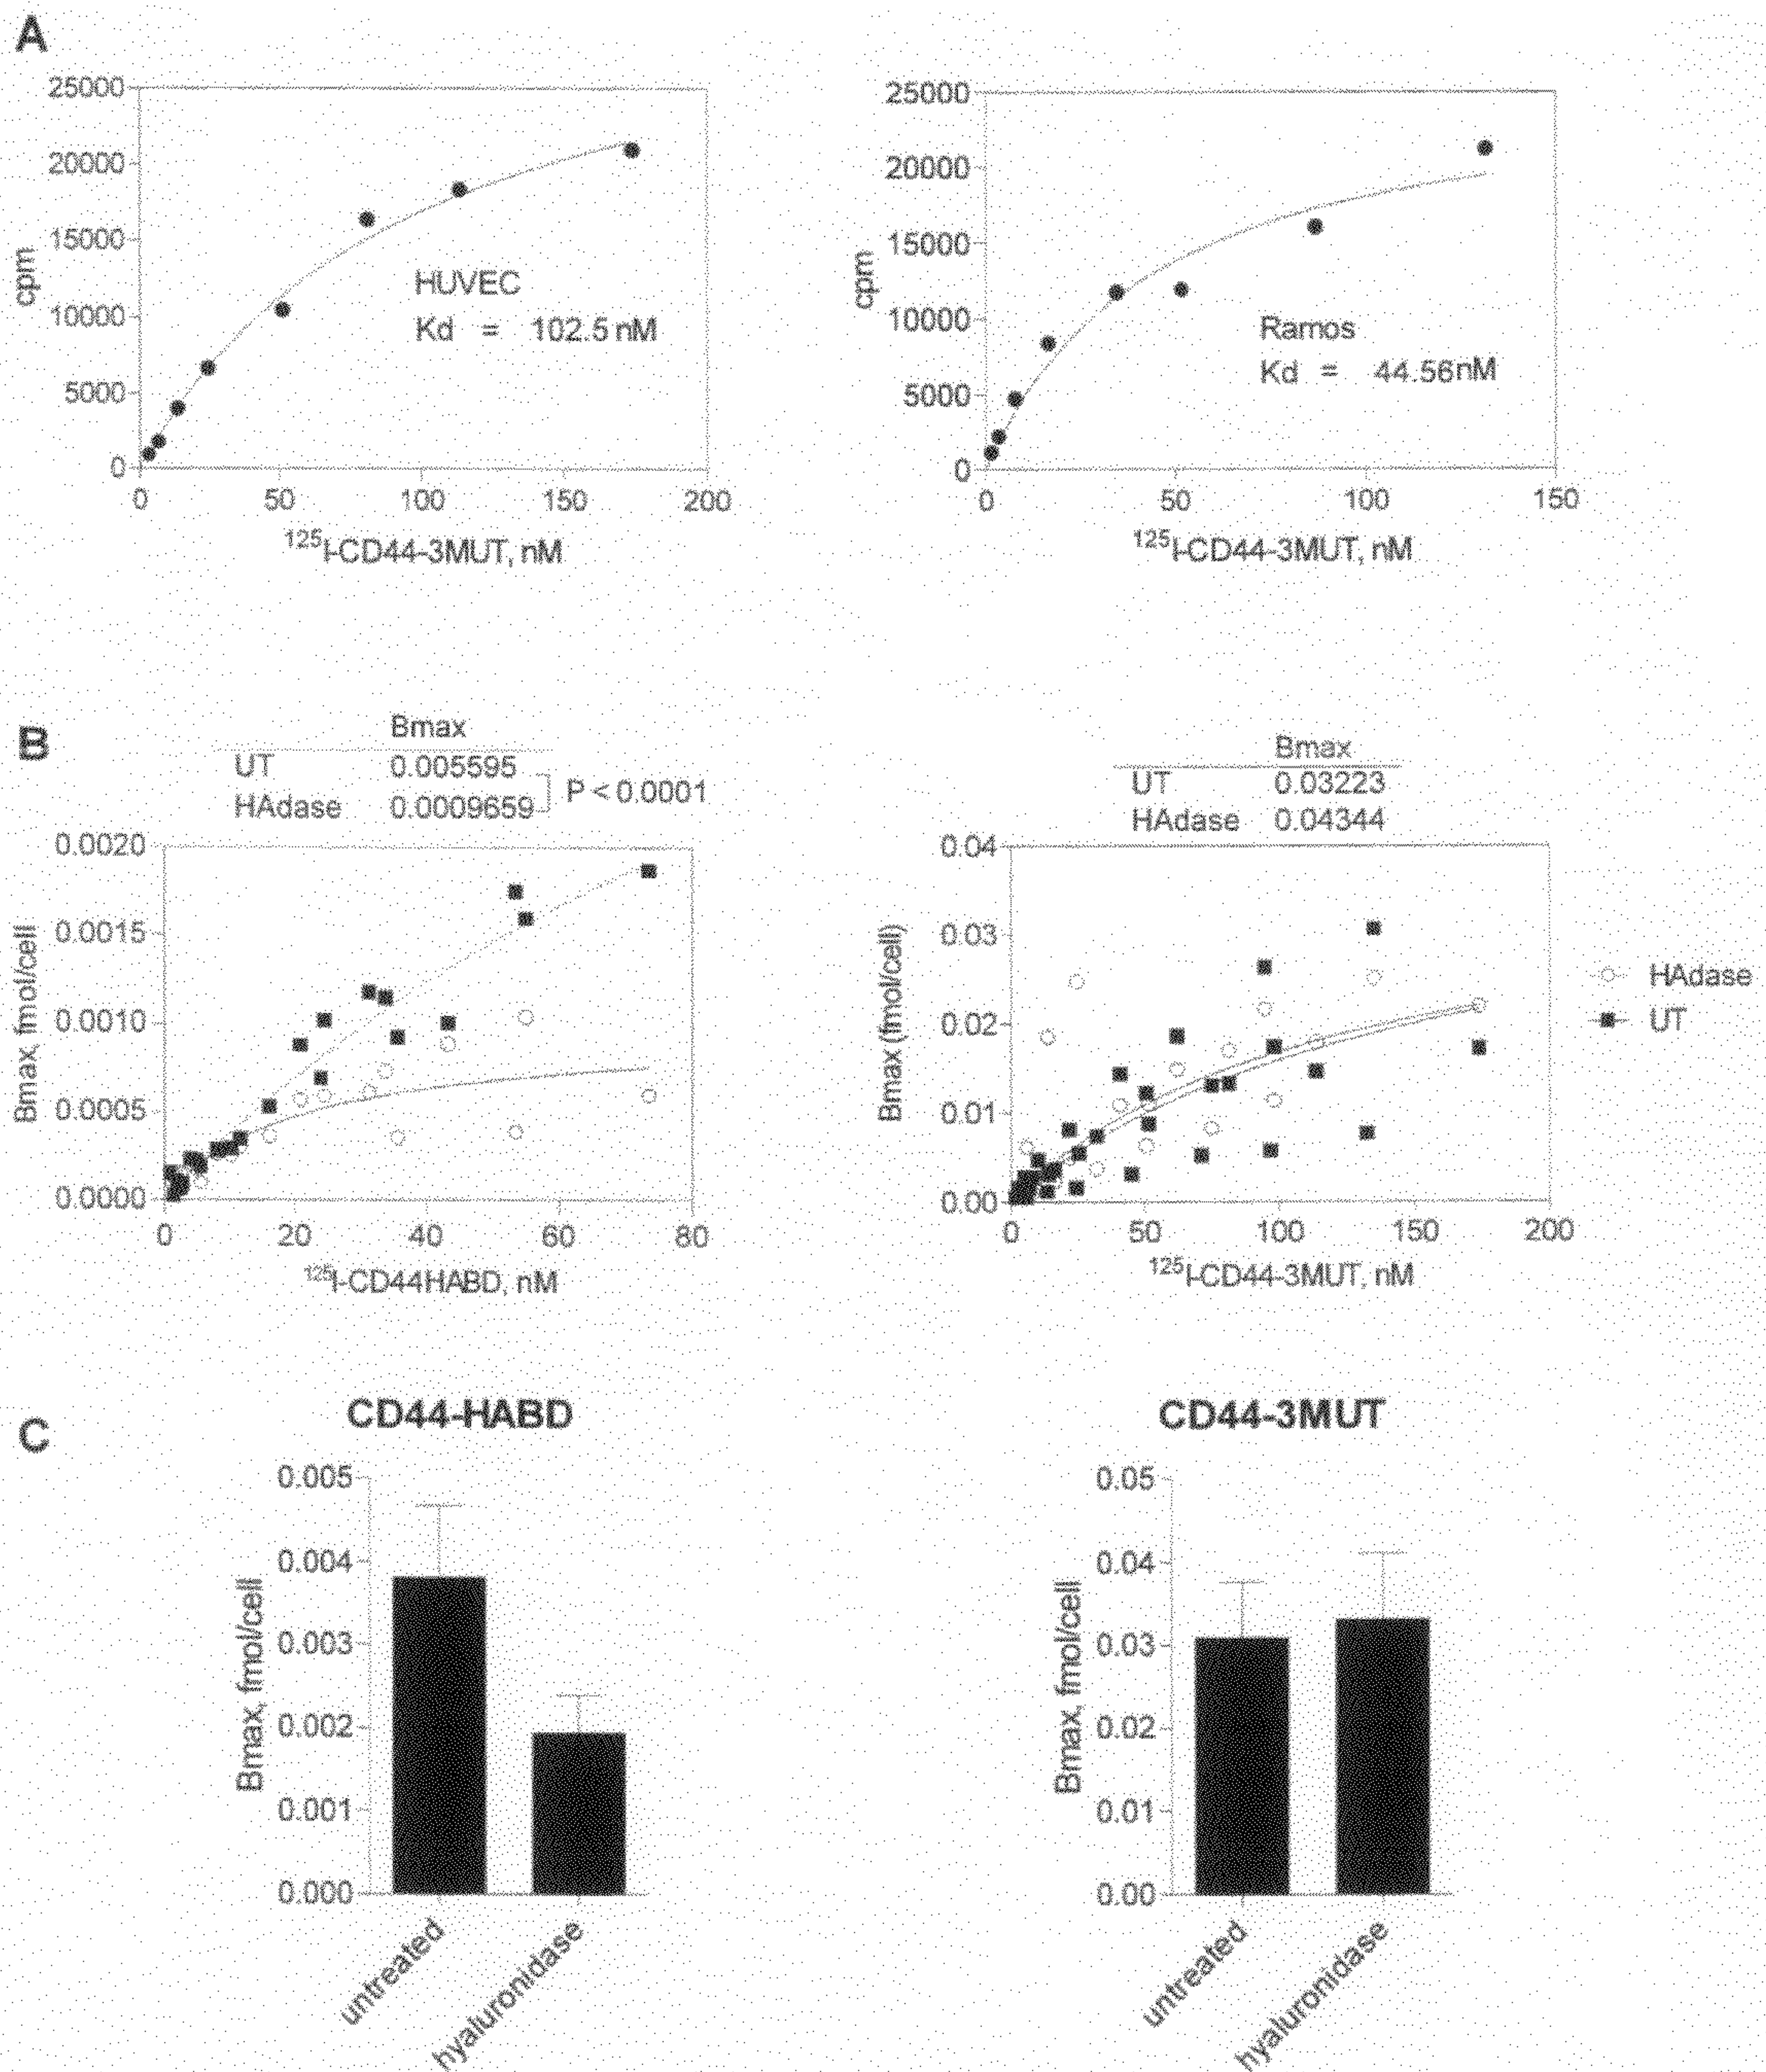 A
25000
20000
15000
10000
5000
0
cpm
HUVEC
Kd = 102.5 nM
0 50 100 150 200
125I-CD44-3MUT, nM
25000
20000
15000
10000
5000
0
cpm
Ramos
Kd = 44.56nM
0 50 100 150
125I-CD44-3MUT, nM
B
Bmax
UT 0.005595
HAdase 0.0009659
P < 0.0001
0.0020
0.0015
0.0010
0.0005
0.0000
Bmax, fmol/cell
0 20 40 60 80
125I-CD44HABD, nM
Bmax
UT 0.03223
HAdase 0.04344
0.04
0.03
0.02
0.01
0.00
Bmax (fmol/cell)
0 50 100 150 200
125I-CD44-3MUT, nM
HAdase
UT
C
CD44-HABD
0.005
0.004
0.003
0.002
0.001
0.000
Bmax, fmol/cell
untreated
hyaluronidase
CD44-3MUT
0.05
0.04
0.03
0.02
0.01
0.00
Bmax, fmol/cell
untreated
hyaluronidase